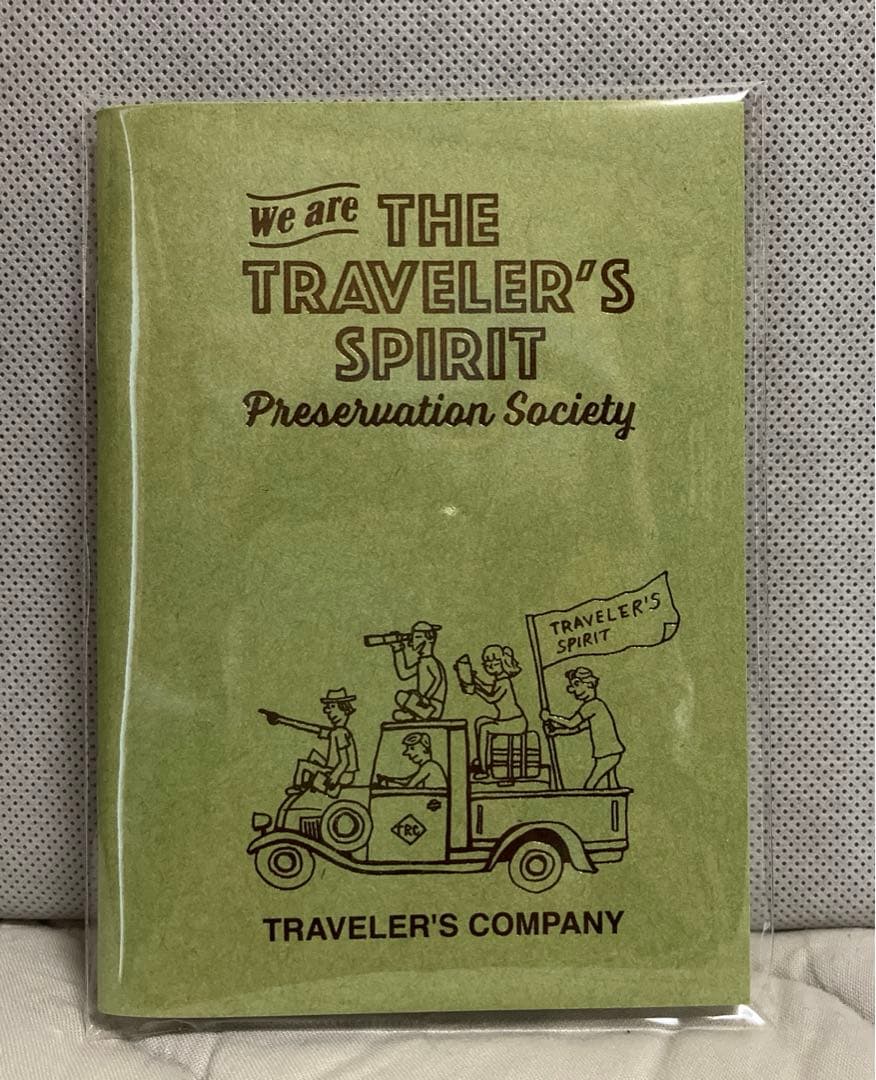 We are THE
TRAVELER'S
SPIRIT
Preservation Society
TRAVELER'S
SPIRIT
TRC
TRAVELER'S COMPANY